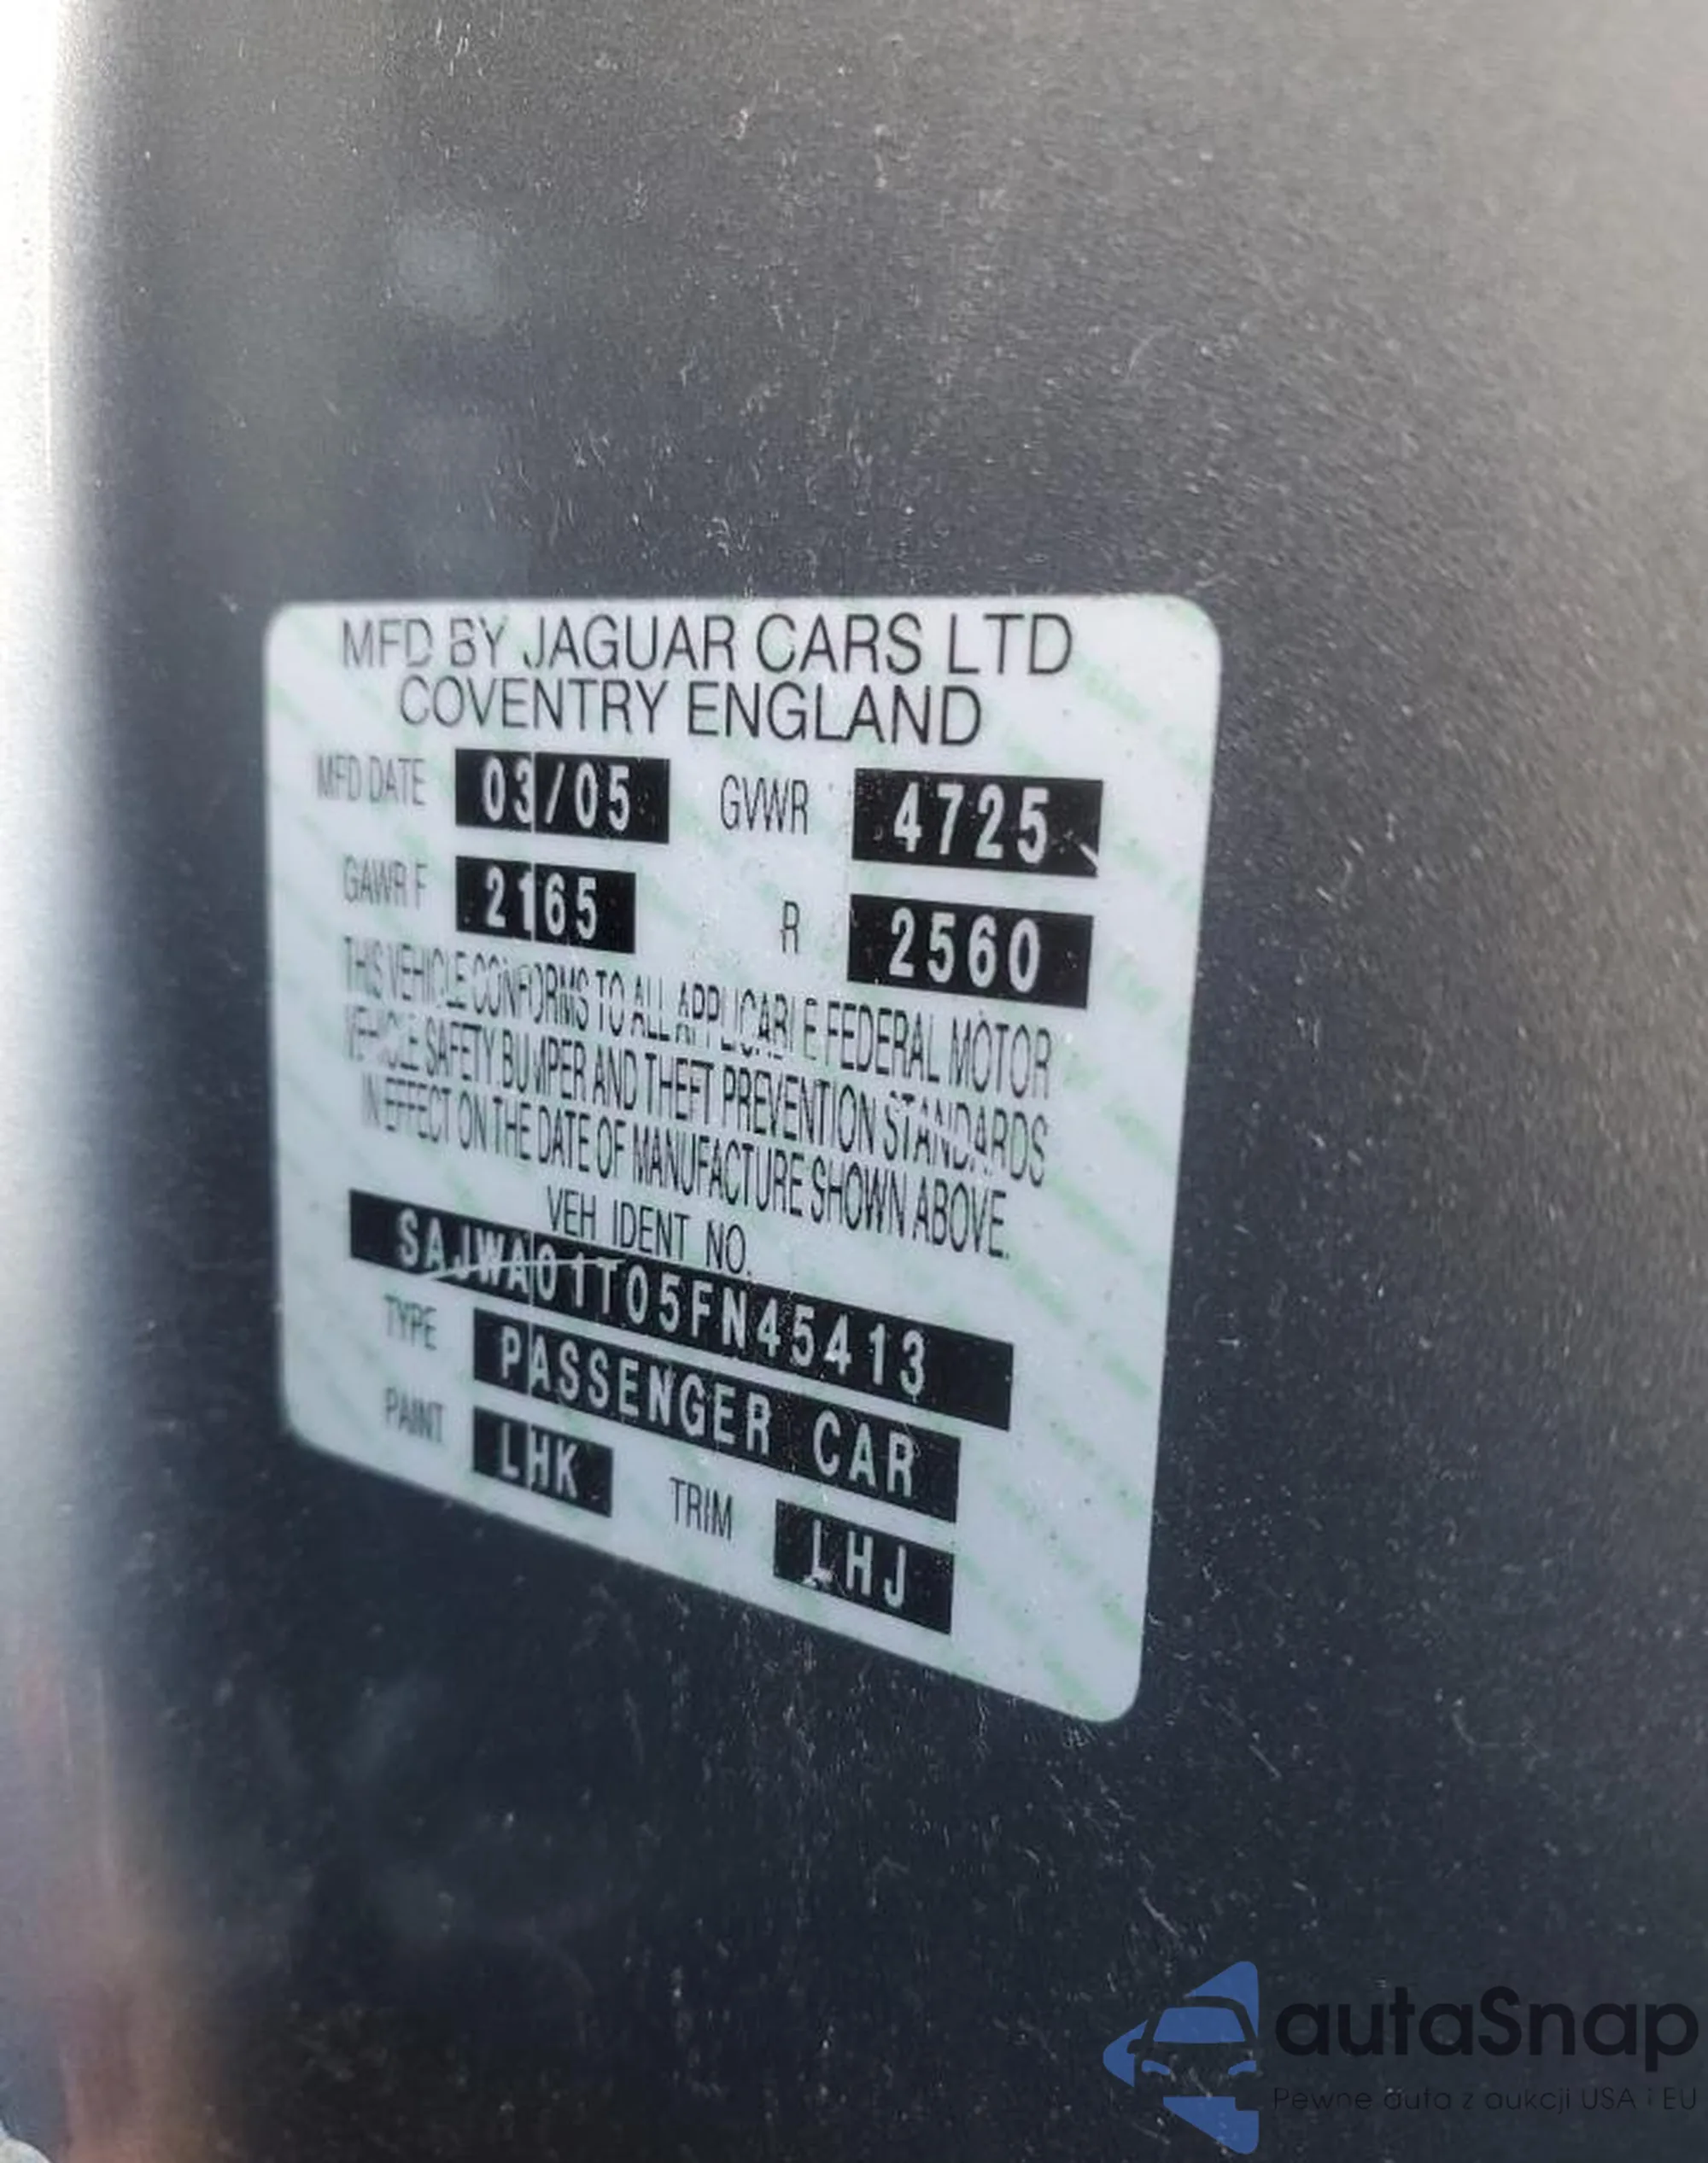 MFD BY JAGUAR CARS LTD
COVENTRY ENGLAND
MFD DATE 03/05 GVWR 4725
GAWR F 2165 R 2560
THIS VEHICLE CONFORMS TO ALL APPLICABLE FEDERAL MOTOR
VEHICLE SAFETY BUMPER AND THEFT PREVENTION STANDARDS
IN EFFECT ON THE DATE OF MANUFACTURE SHOWN ABOVE.
VEH IDENT NO.
SAJWA01T05FN45413
TYPE PASSENGER CAR
PAINT LHK TRIM LHJ
autaSnap
Pewne auta z aukcji USA i EU